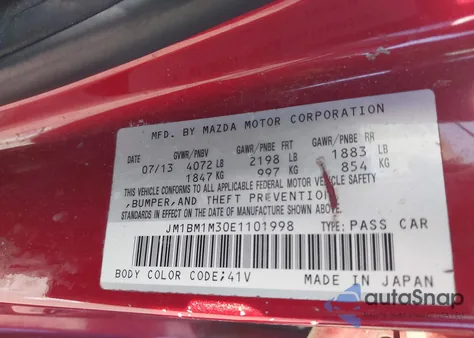 MFD. BY MAZDA MOTOR CORPORATION
DATE GVWR/PNBV GAWR/PNBE FRT GAWR/PNBE RR
07/13 4072 LB 2198 LB 1883 LB
1847 KG 997 KG 854 KG
THIS VEHICLE CONFORMS TO ALL APPLICABLE FEDERAL MOTOR VEHICLE SAFETY
,BUMPER,AND THEFT PREVENTION
STANDARDS IN EFFECT ON THE DATE OF MANUFACTURE SHOWN ABOVE.
JM1BM1M30E1101998 TYPE: PASS CAR
BODY COLOR CODE;41V MADE IN JAPAN
autoSnap